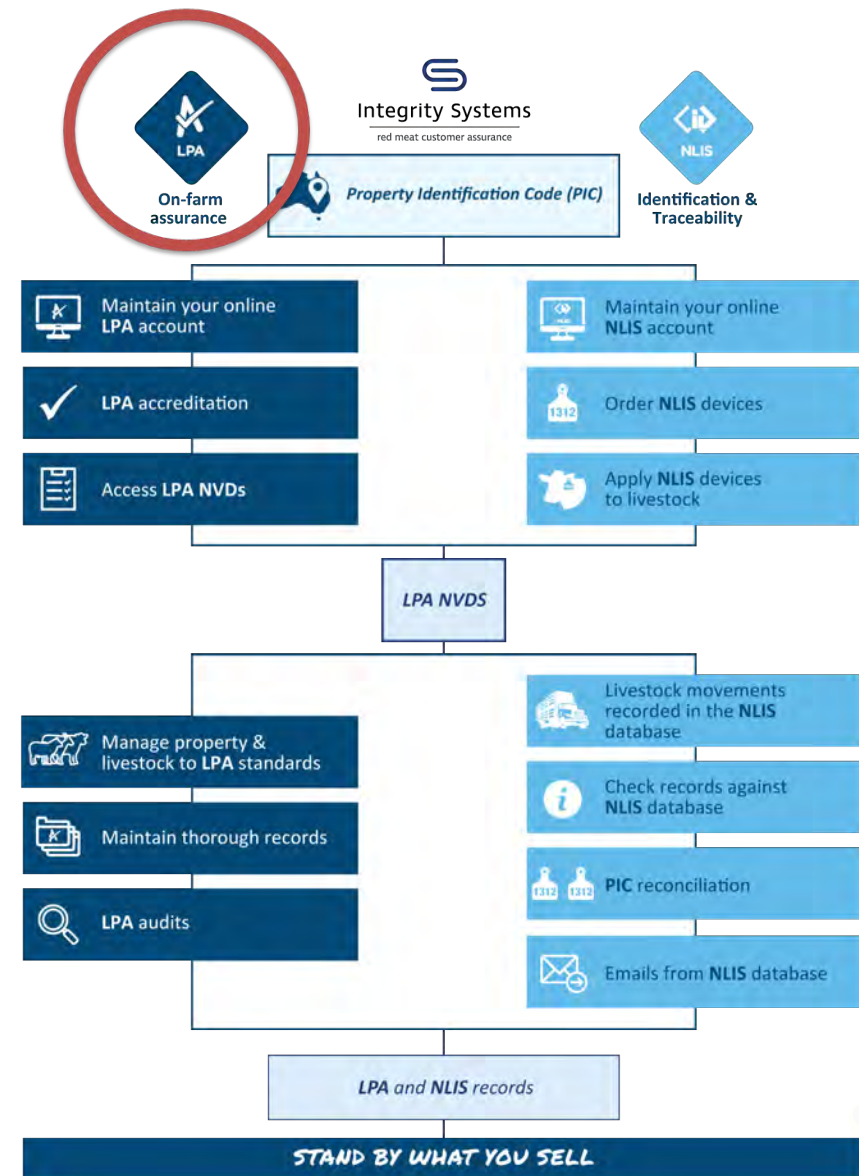 Integrity Systems
red meat customer assurance
LPA
On-farm
assurance
Property Identification Code (PIC)
NLIS
Identification &
Traceability
Maintain your online
LPA account
LPA accreditation
Access LPA NVDs
Maintain your online
NLIS account
1312
Order NLIS devices
Apply NLIS devices
to livestock
LPA NVDS
Manage property &
livestock to LPA standards
Maintain thorough records
LPA audits
Livestock movements
recorded in the NLIS
database
Check records against
NLIS database
1312 1312
PIC reconciliation
Emails from NLIS database
LPA and NLIS records
STAND BY WHAT YOU SELL